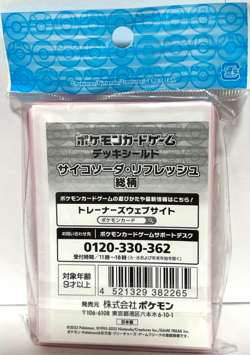 ポケモンカードゲーム
デッキシールド
サイコソーダ・リフレッシュ
総柄
ポケモンカードゲームの遊びかたや最新情報はこちら!
トレーナーズウェブサイト
ポケモンカード
お問い合わせ先 ポケモンカードゲームサポートデスク
0120-330-362
対象年齢
9才以上
4 521329 382265
発売元 株式会社ポケモン
〒106-6108 東京都港区六本木6-10-1
日本製